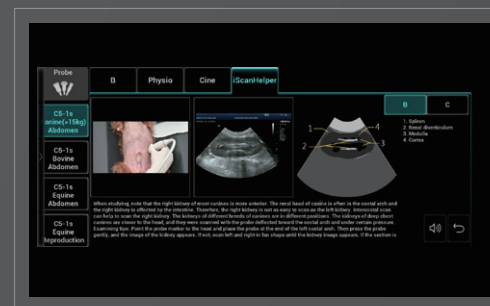 Probe
B
Physio
Cine
iScanHelper
C5-1s
anine(>15kg)
Abdomen
C5-1s
Bovine
Abdomen
C5-1s
Equine
Abdomen
C5-1s
Equine
Reproduction
B
C
1. Spleen
2. Renal diverticulum
3. Medulla
4. Cortex
1
2
3
4
When studying, note that the right kidney of most canines is more anterior. The renal head of canine is often in the costal arch and
the right kidney is affected by the intestine. Therefore, the right kidney is not as easy to scan as the left kidney. Intercostal scan
can help to scan the right kidney. The kidneys of different breeds of canines are in different positions. The kidneys of deep chest
canines are closer to the head, and they were scanned with the probe deflected toward the costal arch and under certain pressure.
Examining tips: Point the probe marker to the head and place the probe at the end of the left costal arch. Then press the probe
gently, and the image of the kidney appears. If not, scan left and right in fan shape until the kidney image appears. If the section is